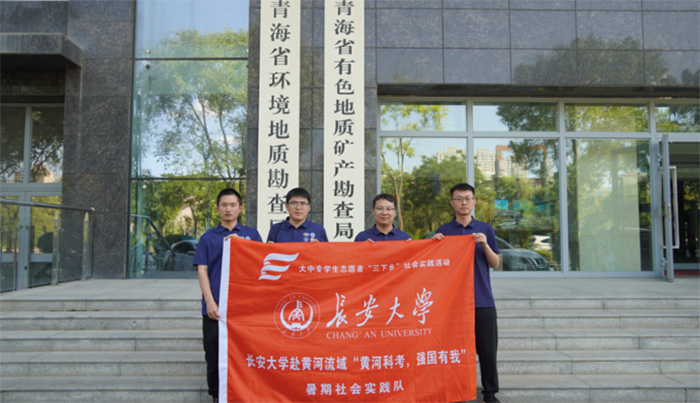 青海省环境地质勘查
青海省有色地质矿产勘查局
大中专学生志愿者“三下乡”社会实践活动
长安大学
CHANG'AN UNIVERSITY
长安大学赴黄河流域“黄河科考，强国有我”
暑期社会实践队